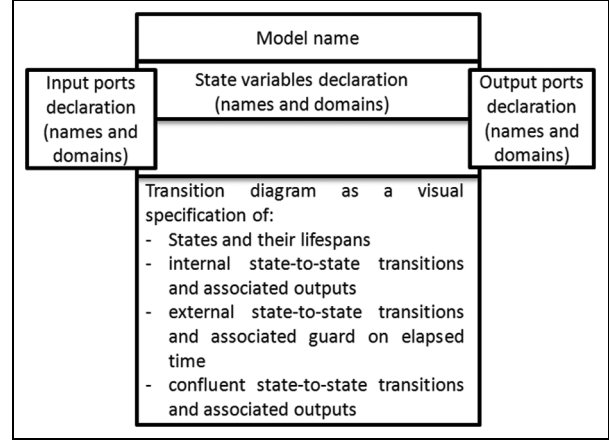 Model name
Input ports
declaration
(names and
domains)
State variables declaration
(names and domains)
Output ports
declaration
(names and
domains)
Transition diagram as a visual
specification of:
- States and their lifespans
- internal state-to-state transitions
and associated outputs
- external state-to-state transitions
and associated guard on elapsed
time
- confluent state-to-state transitions
and associated outputs